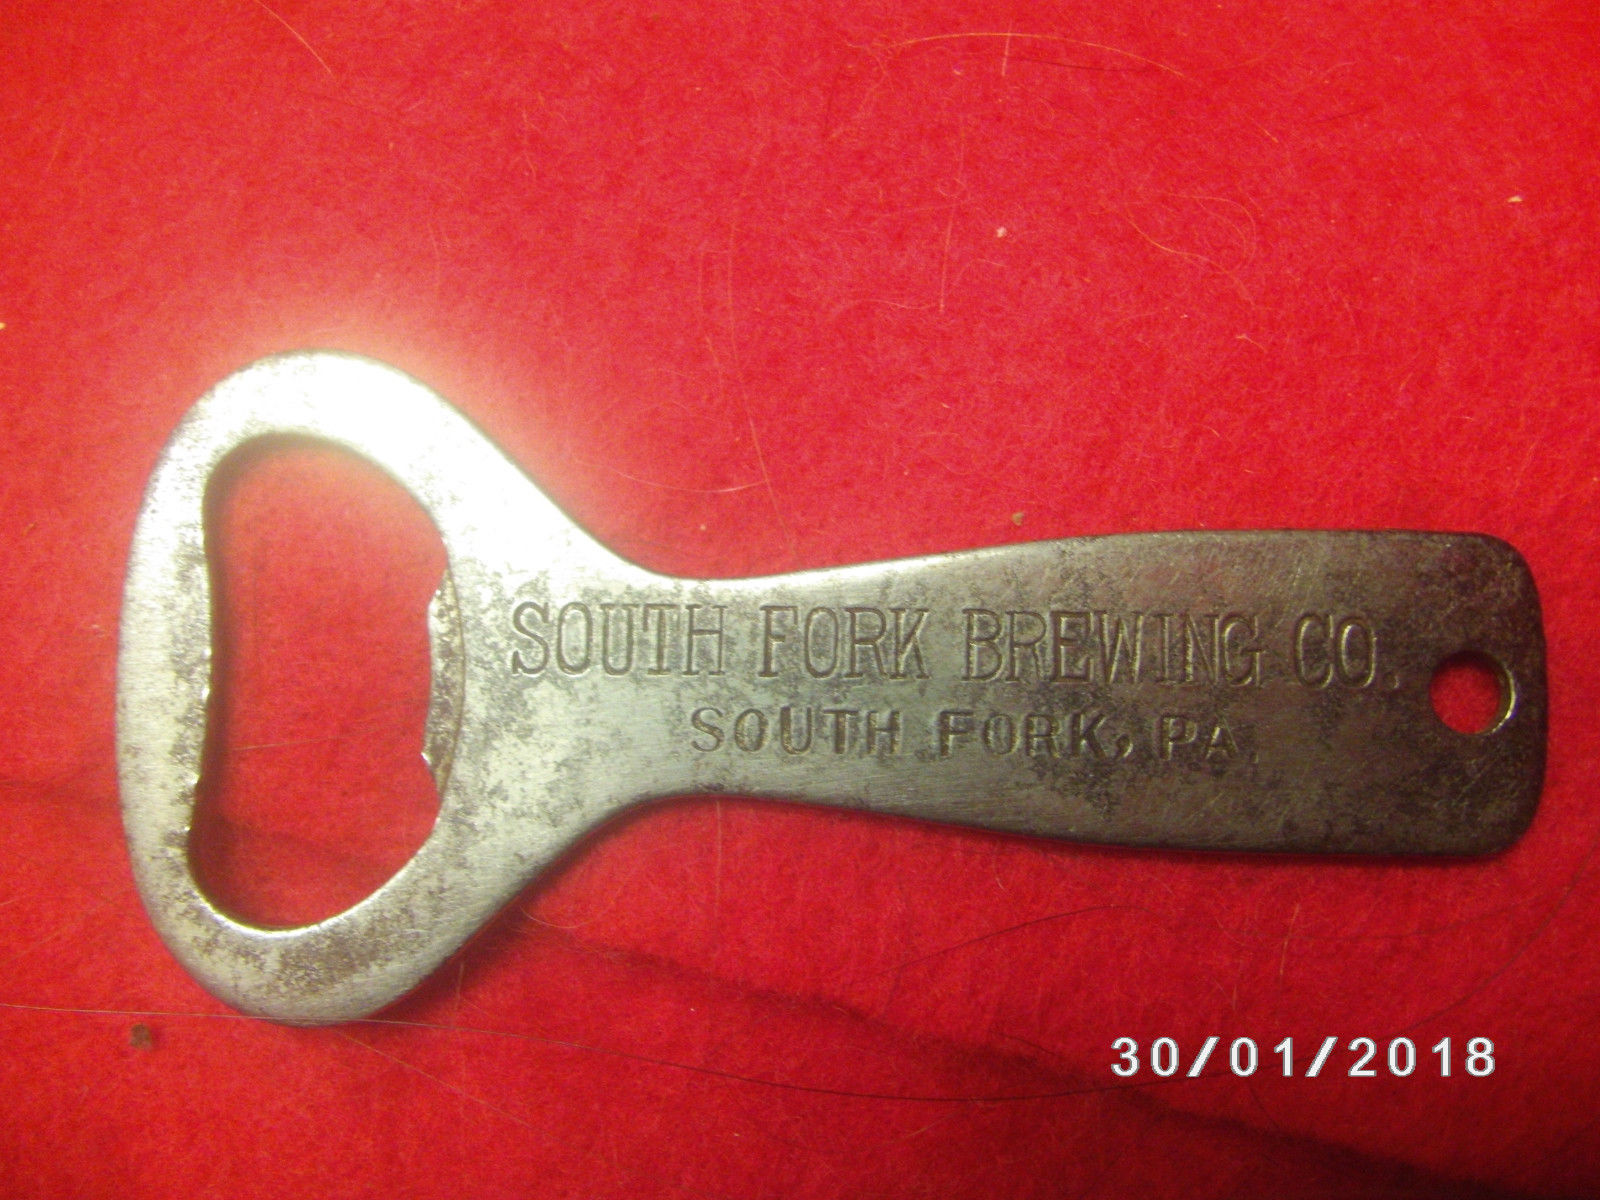 SOUTH FORK BREWING CO.
SOUTH FORK, PA.
30/01/2018